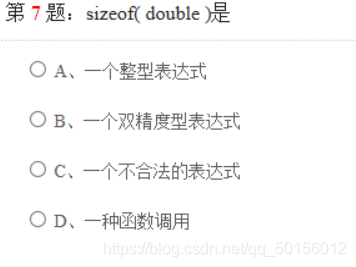 第 7 题：sizeof( double )是
A、一个整型表达式
B、一个双精度型表达式
C、一个不合法的表达式
D、一种函数调用
https://blog.csdn.net/qq_50156012